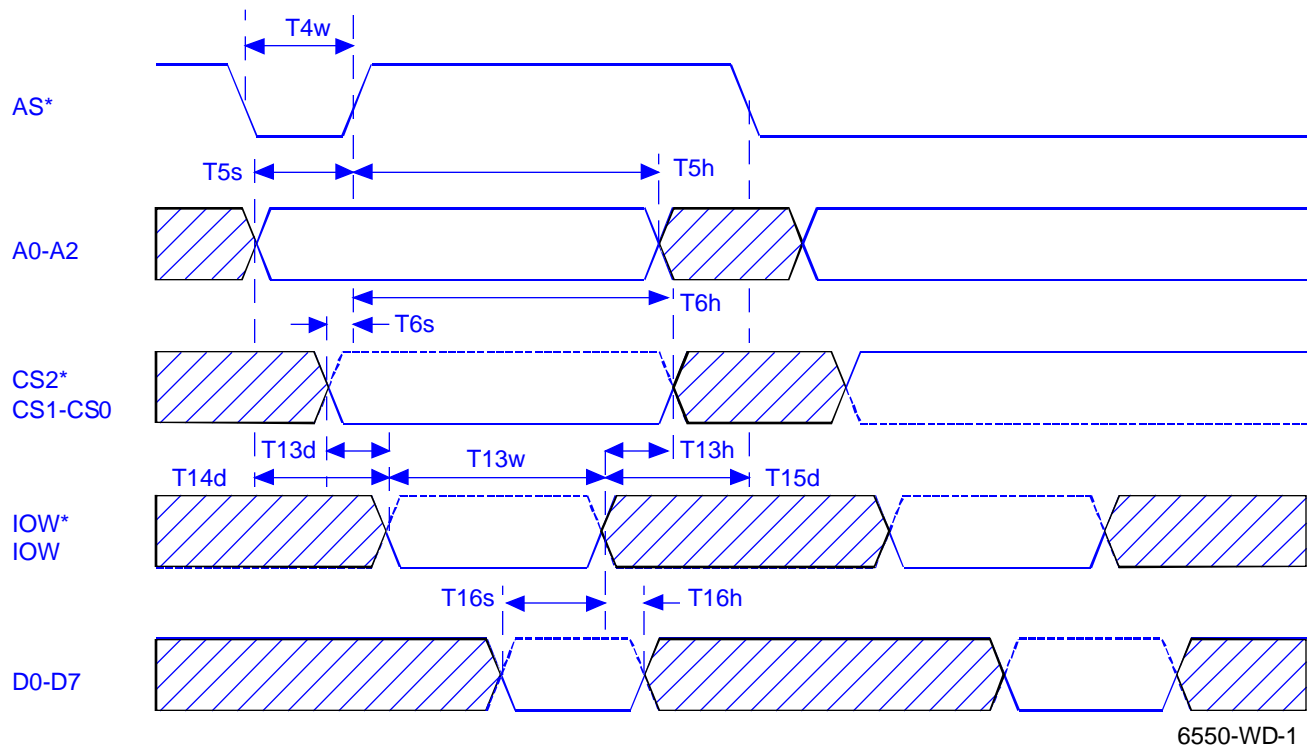 T4w
AS*
T5s
T5h
A0-A2
T6h
T6s
CS2*
CS1-CS0
T13d
T13w
T13h
T14d
T15d
IOW*
IOW
T16s
T16h
D0-D7
6550-WD-1